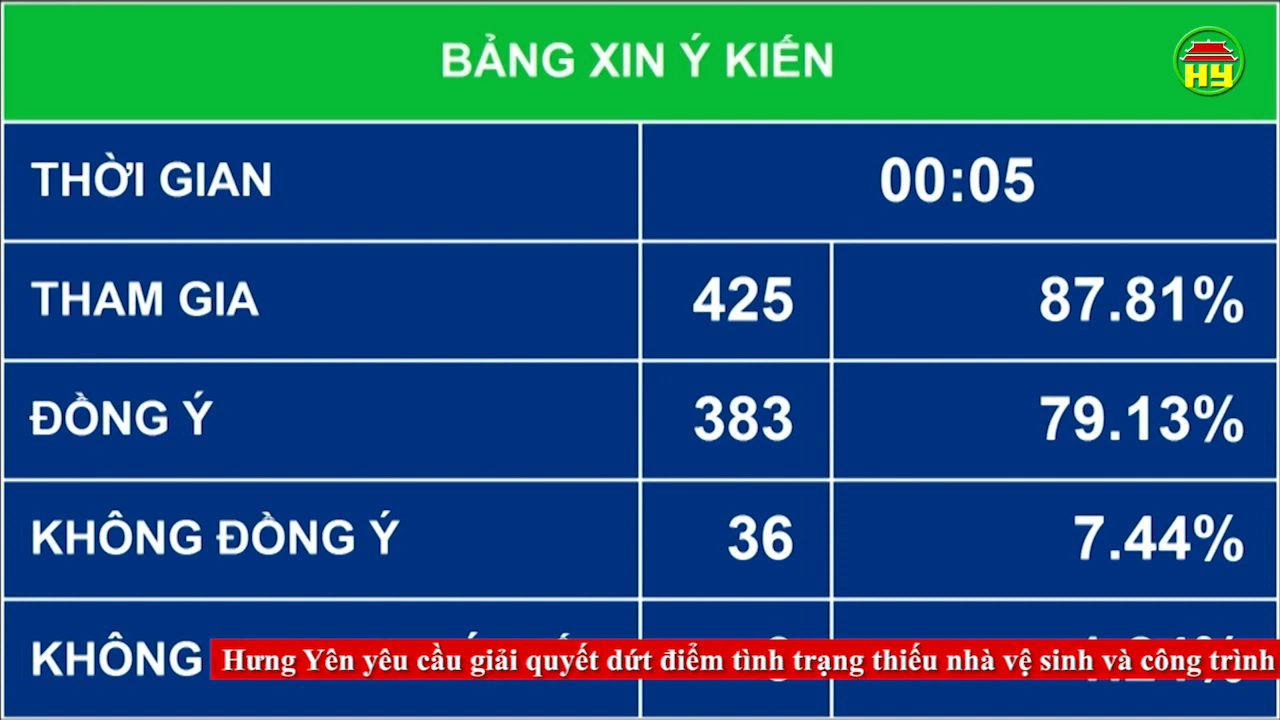 BẢNG XIN Ý KIẾN
HY
THỜI GIAN 00:05
THAM GIA 425 87.81%
ĐỒNG Ý 383 79.13%
KHÔNG ĐỒNG Ý 36 7.44%
KHÔNG
Hưng Yên yêu cầu giải quyết dứt điểm tình trạng thiếu nhà vệ sinh và công trình